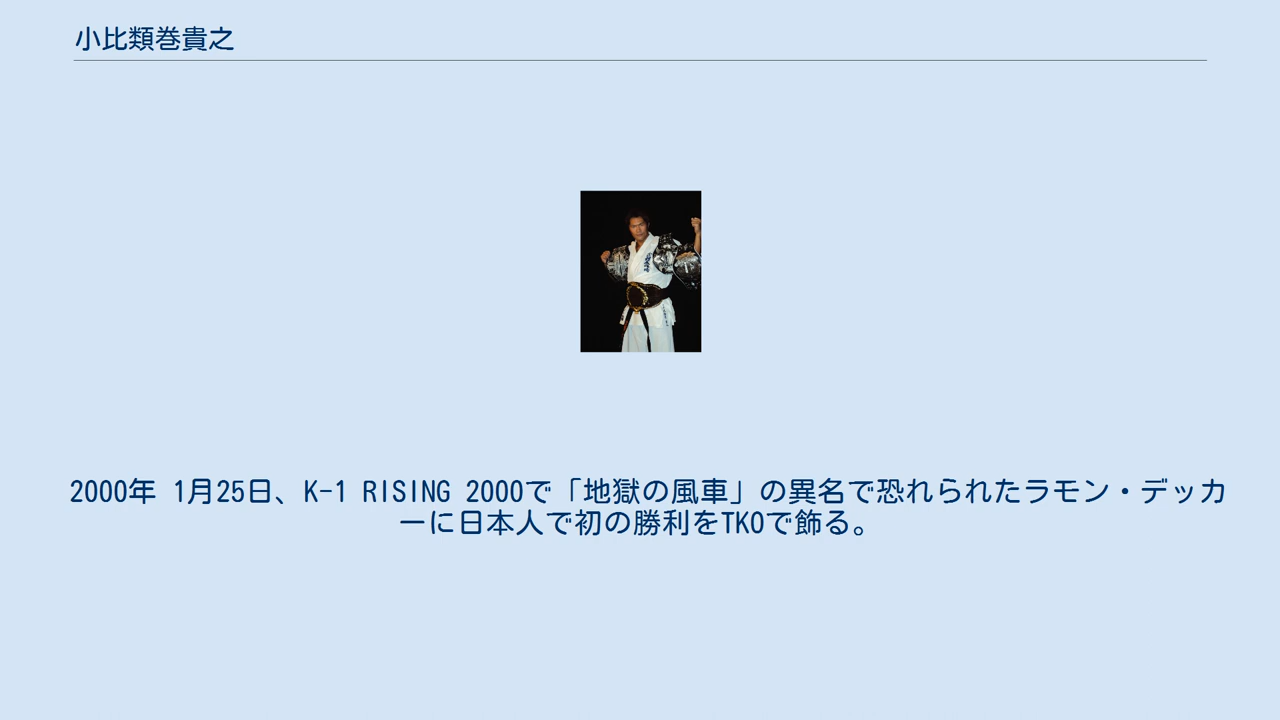 小比類巻貴之
2000年 1月25日、K-1 RISING 2000で「地獄の風車」の異名で恐れられたラモン・デッカ
ーに日本人で初の勝利をTKOで飾る。